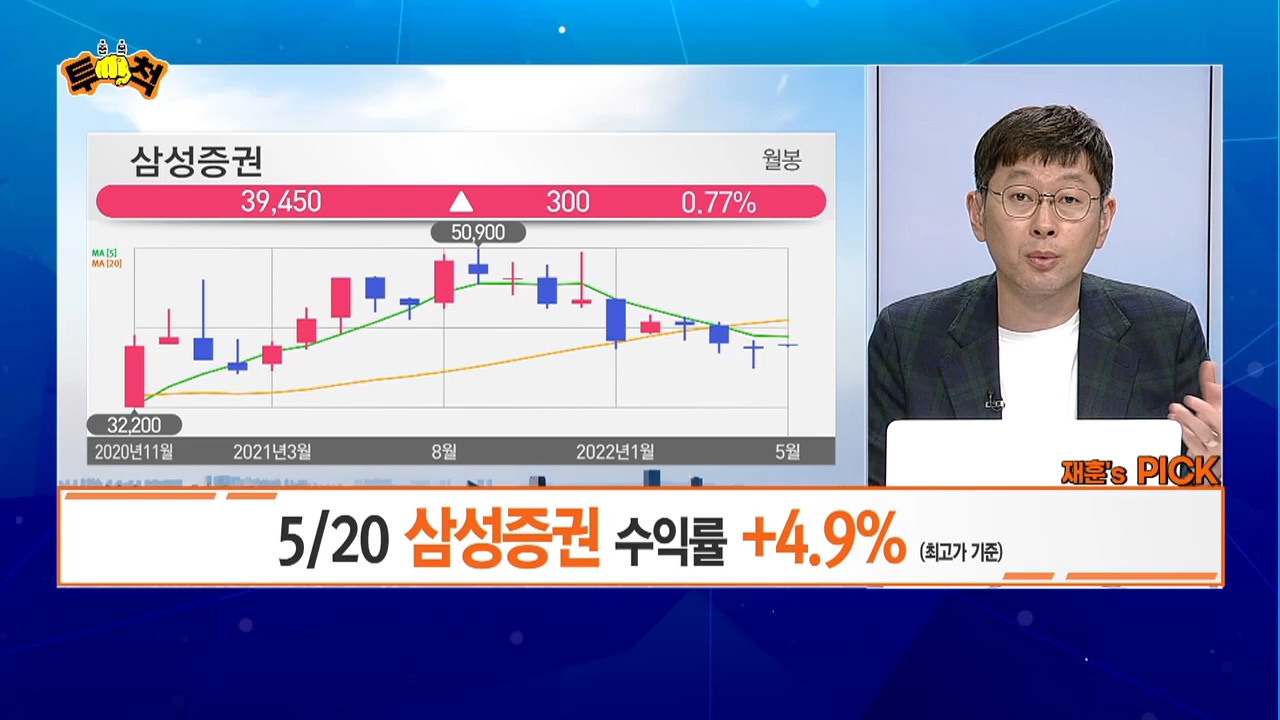 투척
삼성증권
월봉
39,450 ▲ 300 0.77%
50,900
MA [5]
MA [20]
32,200
2020년11월 2021년3월 8월 2022년1월 5월
재훈's PICK
5/20 삼성증권 수익률 +4.9% (최고가 기준)